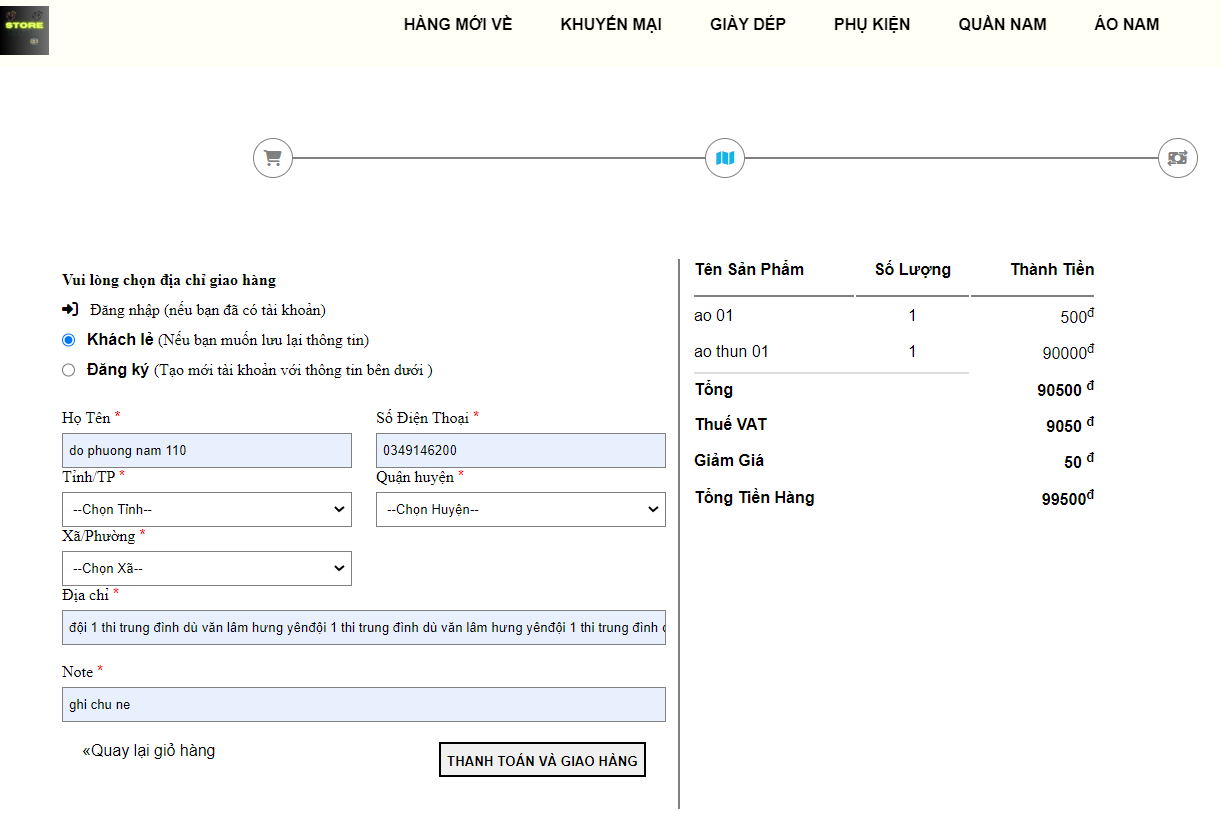 STORE
HÀNG MỚI VỀ KHUYẾN MẠI GIÀY DÉP PHỤ KIỆN QUẦN NAM ÁO NAM
Vui lòng chọn địa chỉ giao hàng
Đăng nhập (nếu bạn đã có tài khoản)
Khách lẻ (Nếu bạn muốn lưu lại thông tin)
Đăng ký (Tạo mới tài khoản với thông tin bên dưới )
Họ Tên * Số Điện Thoại *
do phuong nam 110 0349146200
Tỉnh/TP * Quận huyện *
--Chọn Tỉnh-- --Chọn Huyện--
Xã/Phường *
--Chọn Xã--
Địa chỉ *
đội 1 thi trung đình dù văn lâm hưng yênđội 1 thi trung đình dù văn lâm hưng yênđội 1 thi trung đình
Note *
ghi chu ne
«Quay lại giỏ hàng THANH TOÁN VÀ GIAO HÀNG
Tên Sản Phẩm Số Lượng Thành Tiền
ao 01 1 500đ
ao thun 01 1 90000đ
Tổng 90500 đ
Thuế VAT 9050 đ
Giảm Giá 50 đ
Tổng Tiền Hàng 99500đ